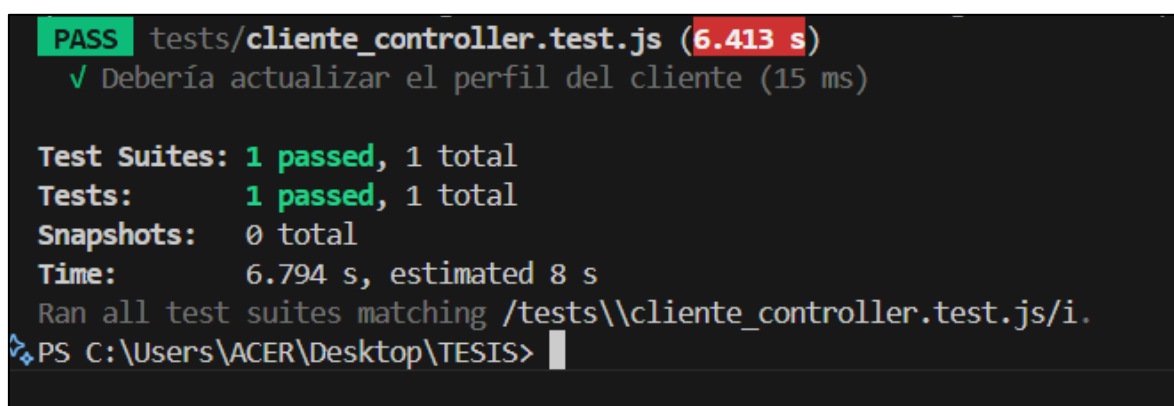 PASS tests/cliente_controller.test.js (6.413 s)
√ Debería actualizar el perfil del cliente (15 ms)
Test Suites: 1 passed, 1 total
Tests: 1 passed, 1 total
Snapshots: 0 total
Time: 6.794 s, estimated 8 s
Ran all test suites matching /tests\\cliente_controller.test.js/i.
PS C:\Users\ACER\Desktop\TESIS>